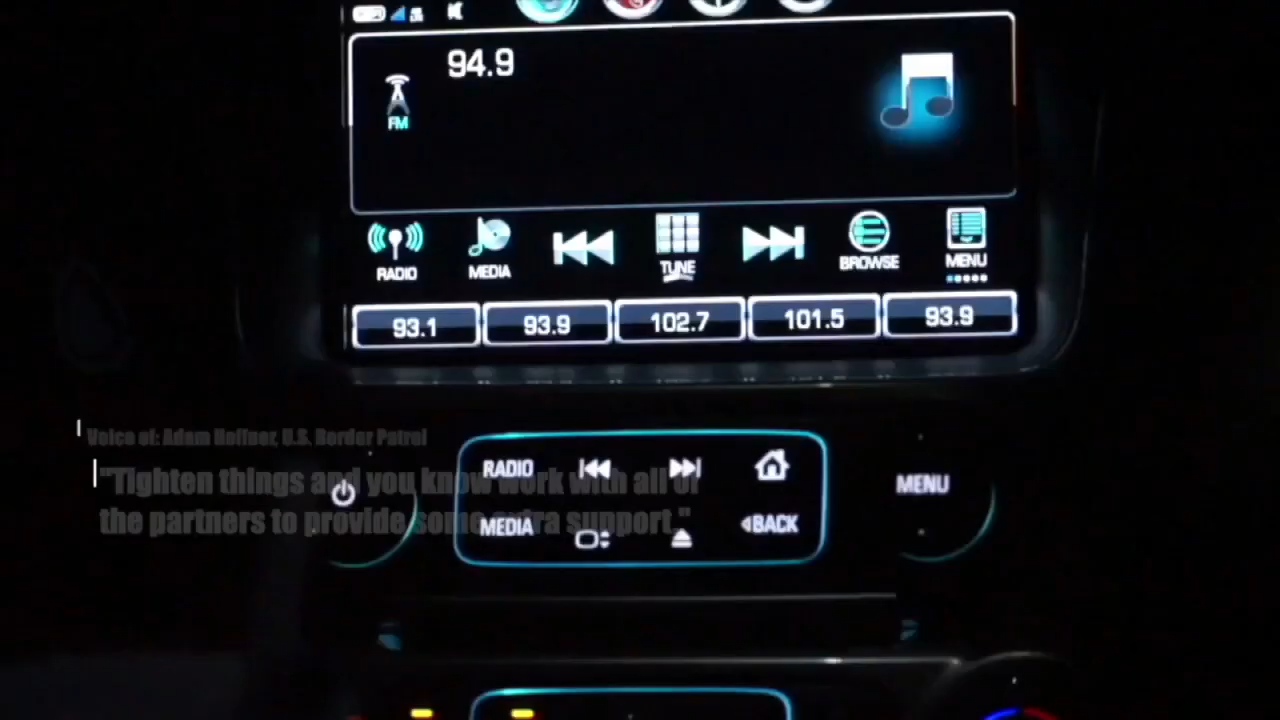 94.9
FM
RADIO
MEDIA
TUNE
BROWSE
MENU
93.1
93.9
102.7
101.5
93.9
Voice of: Adam Hoffner, U.S. Border Patrol
"Tighten things and you know work with all of
the partners to provide some extra support."
RADIO
MENU
MEDIA
BACK